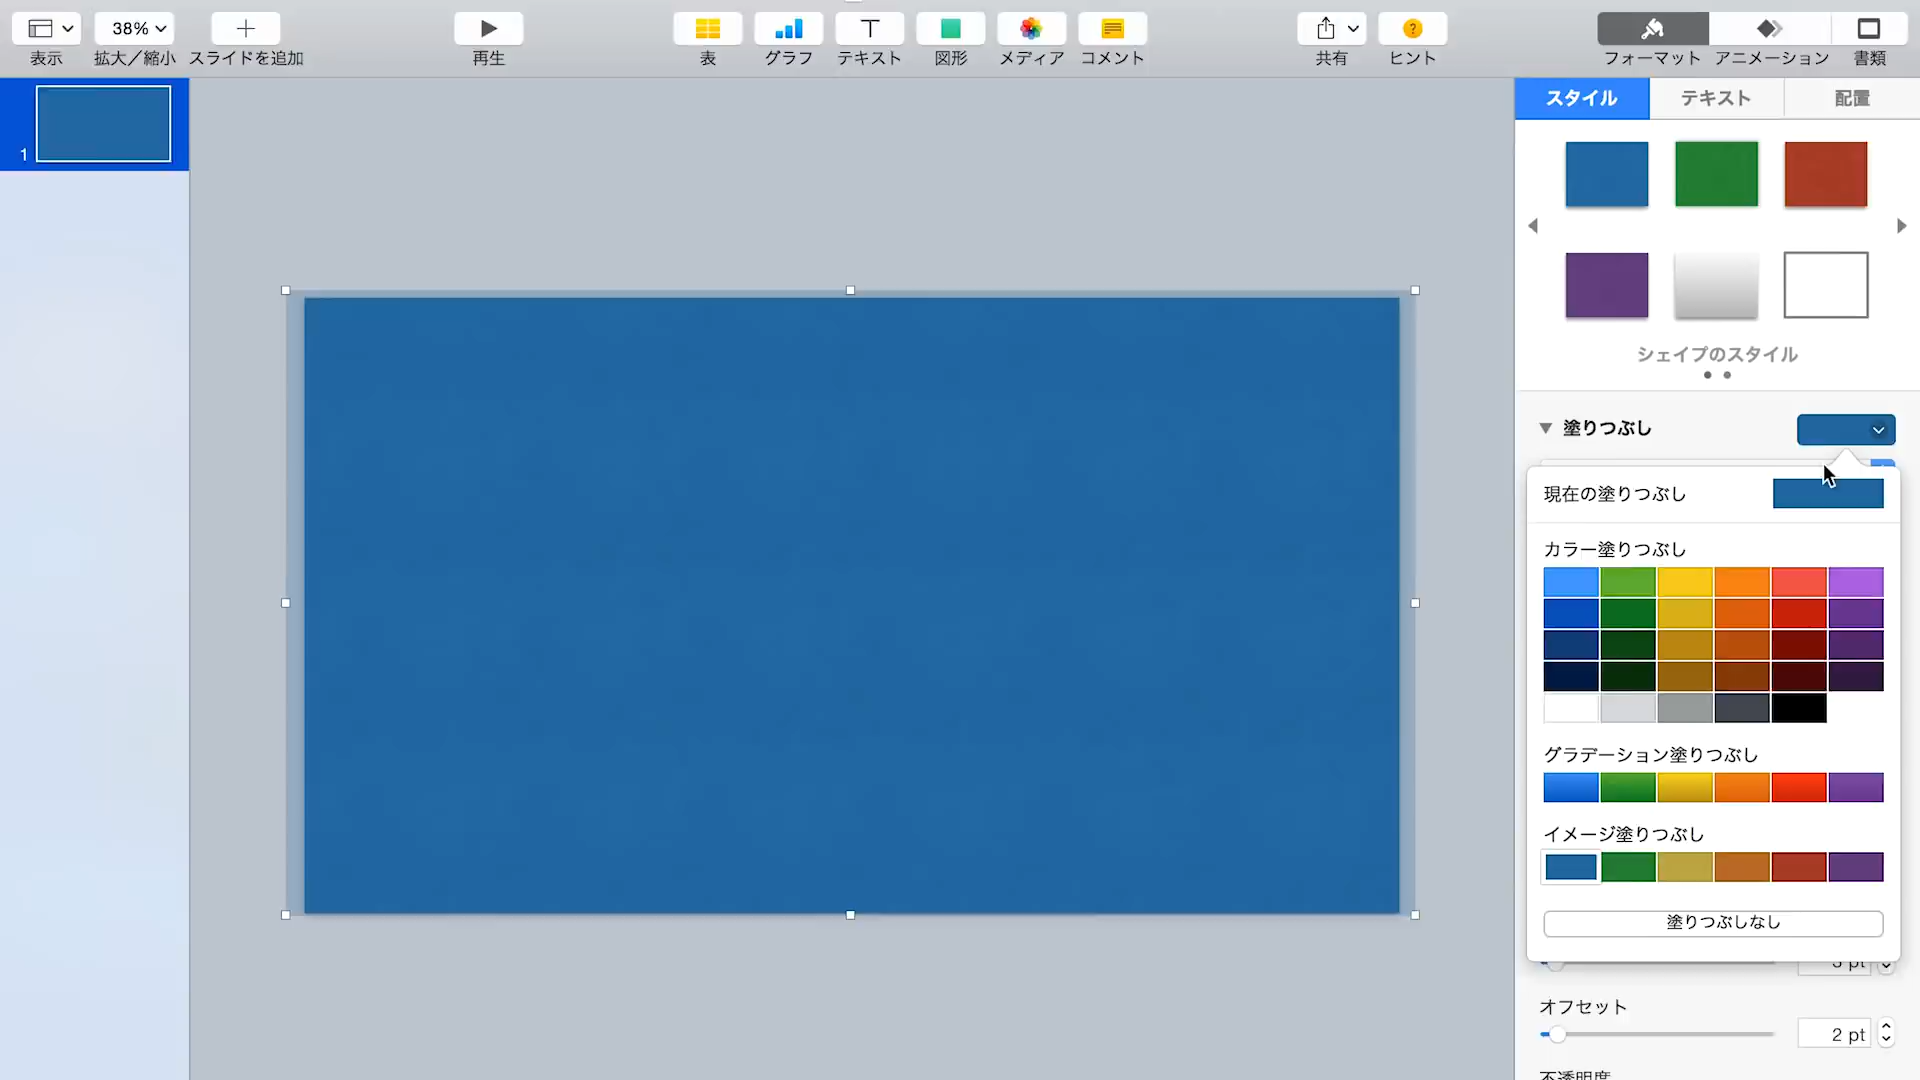 表示
38%
拡大／縮小
スライドを追加
再生
表
グラフ
T
テキスト
図形
メディア
コメント
共有
?
ヒント
フォーマット
アニメーション
書類
1
スタイル
テキスト
配置
シェイプのスタイル
塗りつぶし
現在の塗りつぶし
カラー塗りつぶし
グラデーション塗りつぶし
イメージ塗りつぶし
塗りつぶしなし
pt
オフセット
2 pt
不透明度